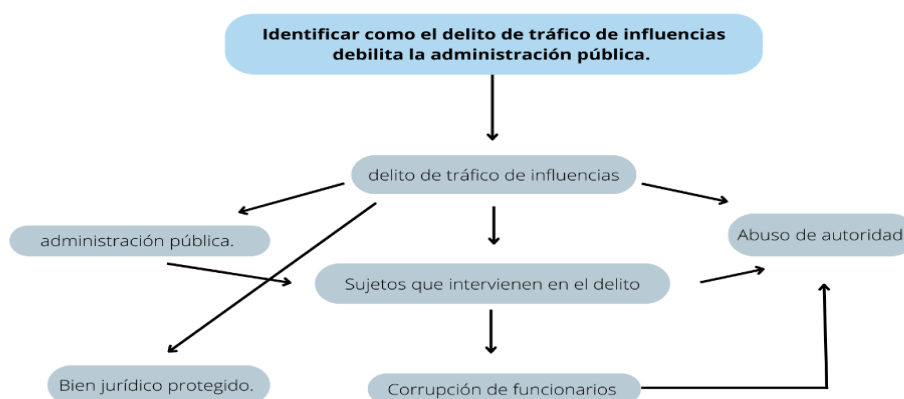 Identificar como el delito de tráfico de influencias
debilita la administración pública.
delito de tráfico de influencias
administración pública.
Abuso de autoridad
Sujetos que intervienen en el delito
Bien jurídico protegido.
Corrupción de funcionarios